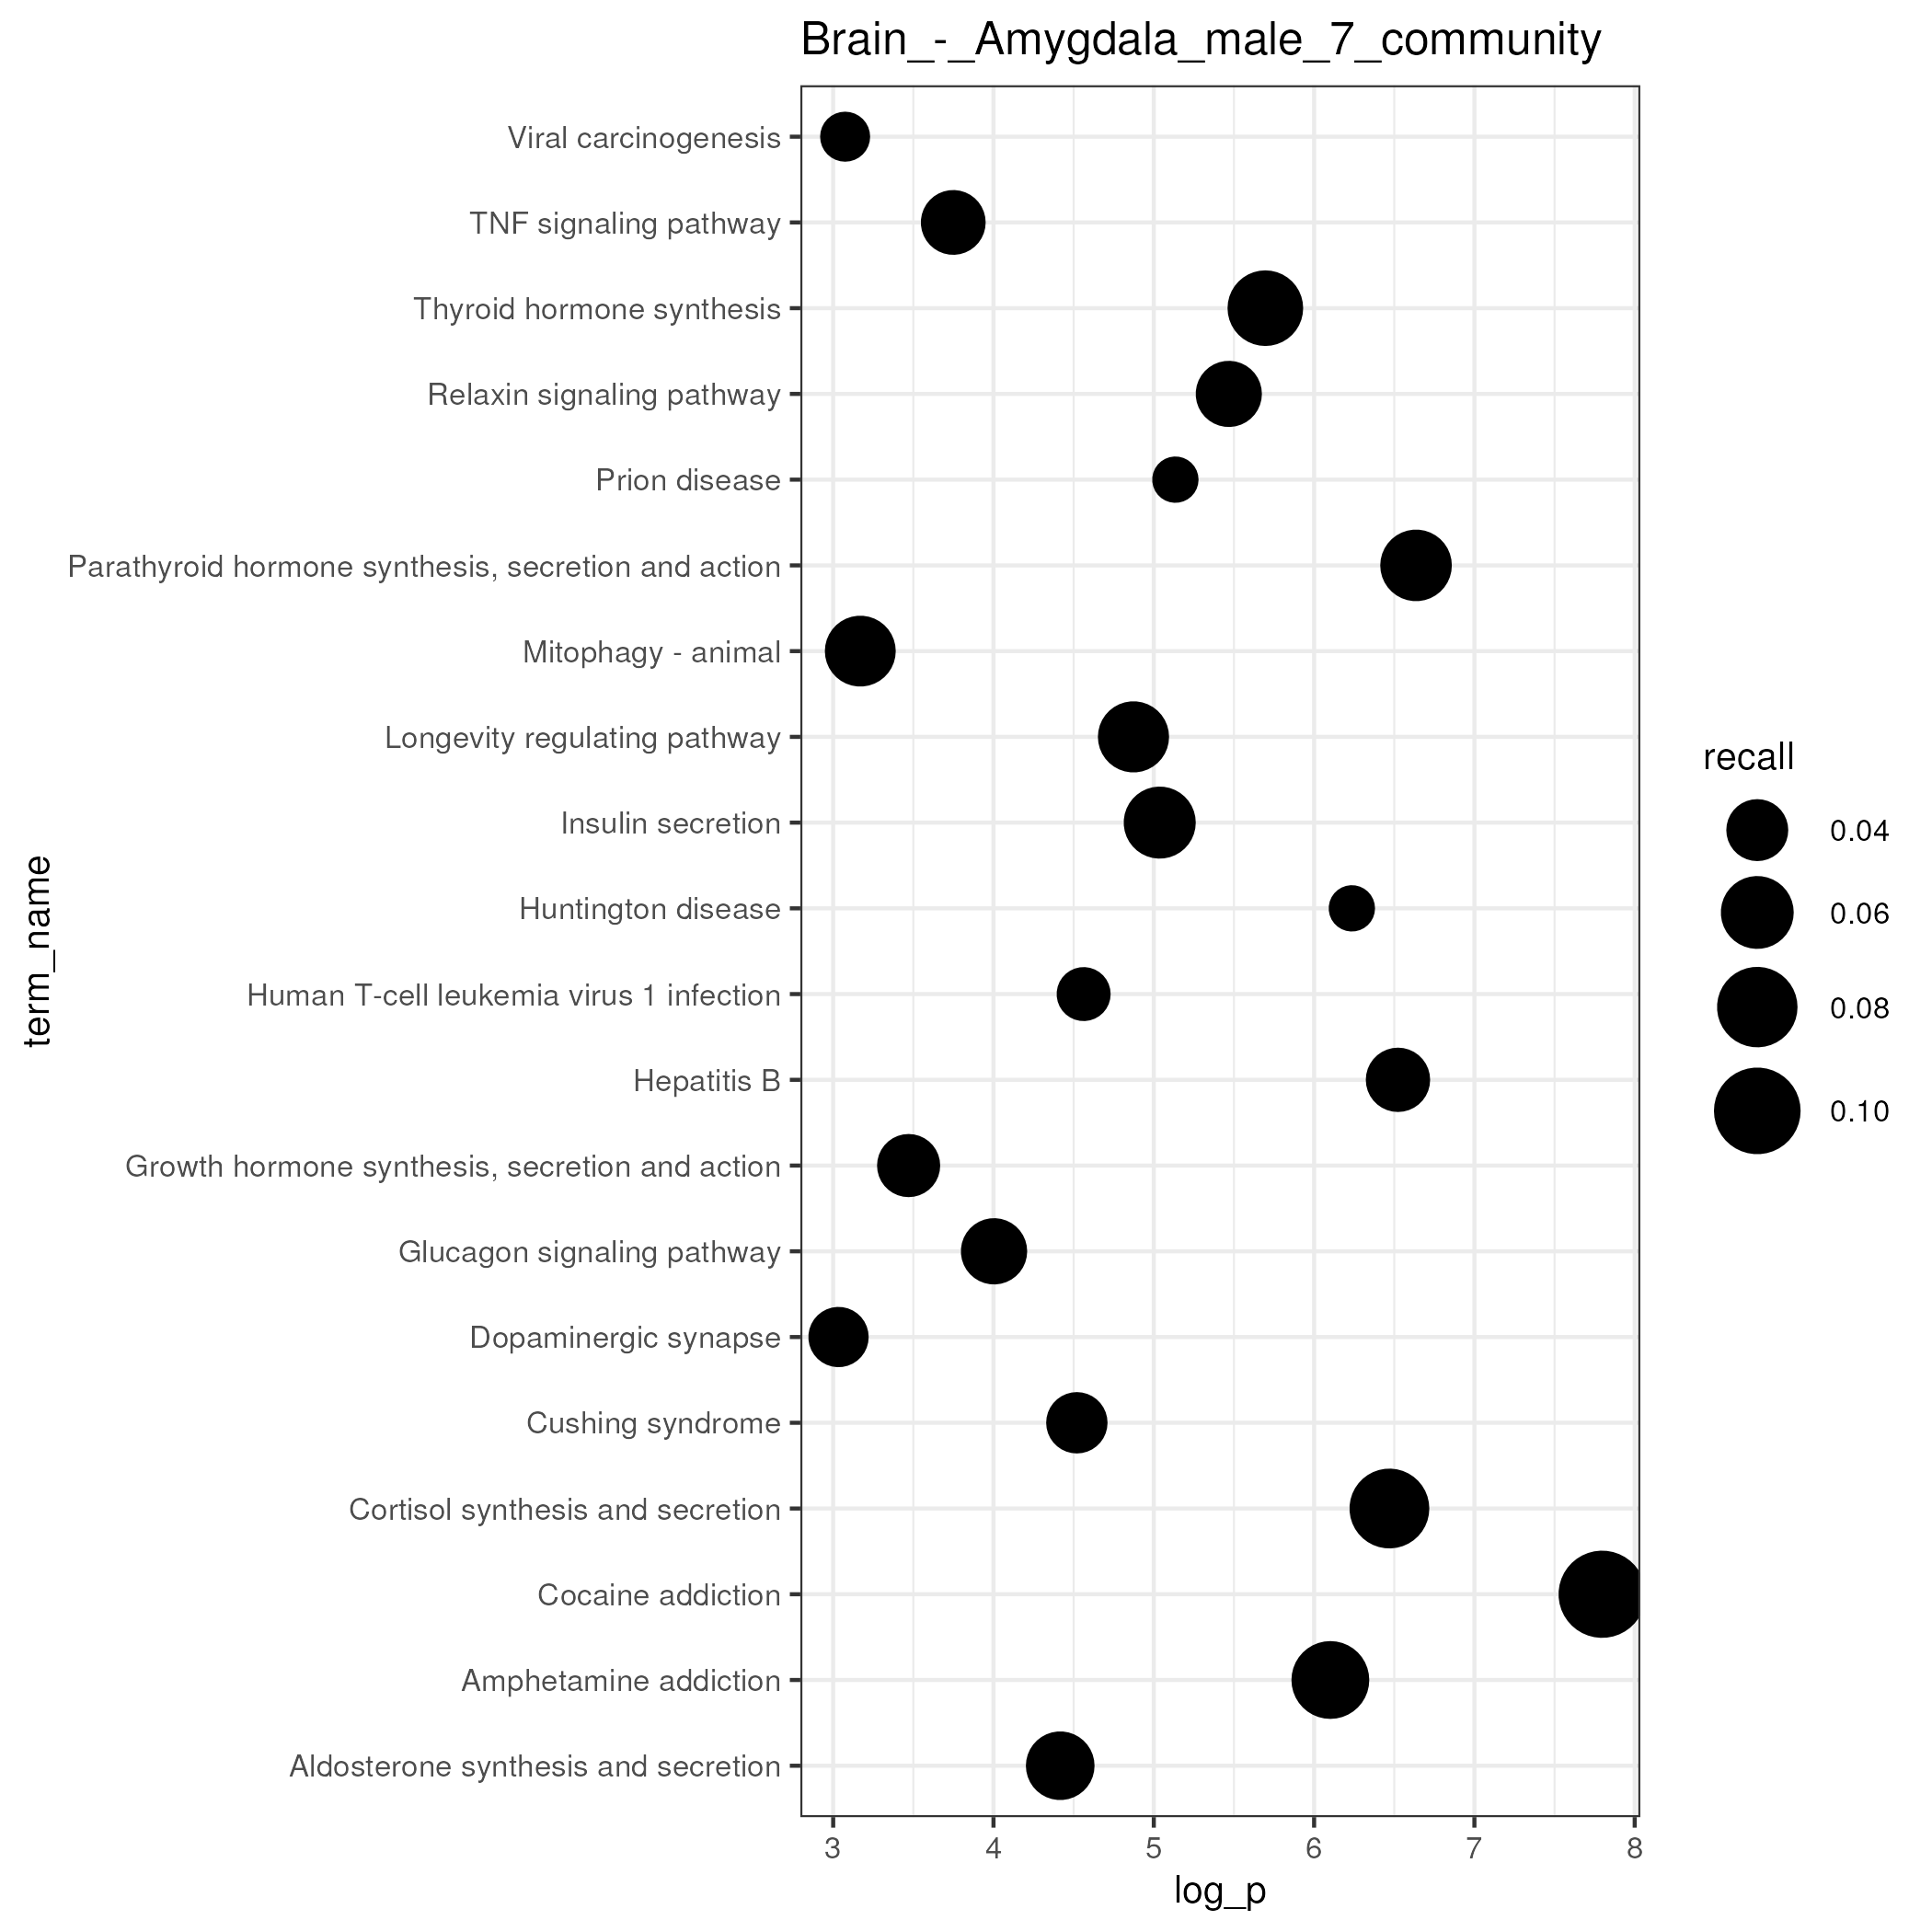 Brain_-_Amygdala_male_7_community
Viral carcinogenesis
TNF signaling pathway
Thyroid hormone synthesis
Relaxin signaling pathway
Prion disease
Parathyroid hormone synthesis, secretion and action
Mitophagy - animal
Longevity regulating pathway
Insulin secretion
Huntington disease
Human T-cell leukemia virus 1 infection
Hepatitis B
Growth hormone synthesis, secretion and action
Glucagon signaling pathway
Dopaminergic synapse
Cushing syndrome
Cortisol synthesis and secretion
Cocaine addiction
Amphetamine addiction
Aldosterone synthesis and secretion
term_name
3 4 5 6 7 8
log_p
recall
0.04
0.06
0.08
0.10